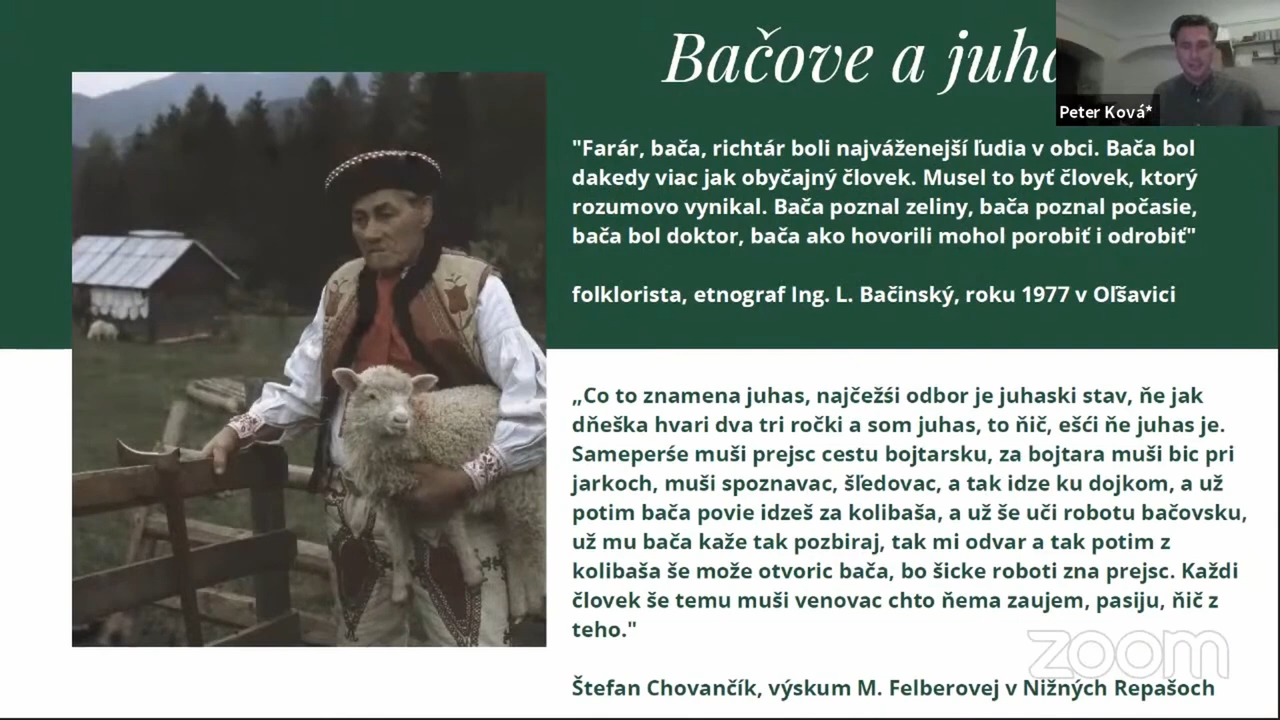 Bačove a
Peter Ková*
"Farár, bača, richtár boli najváženejší ľudia v obci. Bača bol
dakedy viac jak obyčajný človek. Musel to byť človek, ktorý
rozumovo vynikal. Bača poznal zeliny, bača poznal počasie,
bača bol doktor, bača ako hovorili mohol porobiť i odrobiť"
folklorista, etnograf Ing. L. Bačinský, roku 1977 v Oľšavici
„Co to znamena juhas, najčežśi odbor je juhaski stav, ňe jak
dňeška hvari dva tri ročki a som juhas, to ňič, ešći ňe juhas je.
Sameperśe muši prejsc cestu bojtarsku, za bojtara muši bic pri
jarkoch, muši spoznavac, šľedovac, a tak idze ku dojkom, a už
potim bača povie idzeš za kolibaša, a už še uči robotu bačovsku,
už mu bača kaže tak pozbiraj, tak mi odvar a tak potim z
kolibaša še može otvoric bača, bo šicke roboti zna prejsc. Každi
človek še temu muši venovac chto ňema zaujem, pasiju, ňič z
teho."
zoom
Štefan Chovančík, výskum M. Felberovej v Nižných Repašoch